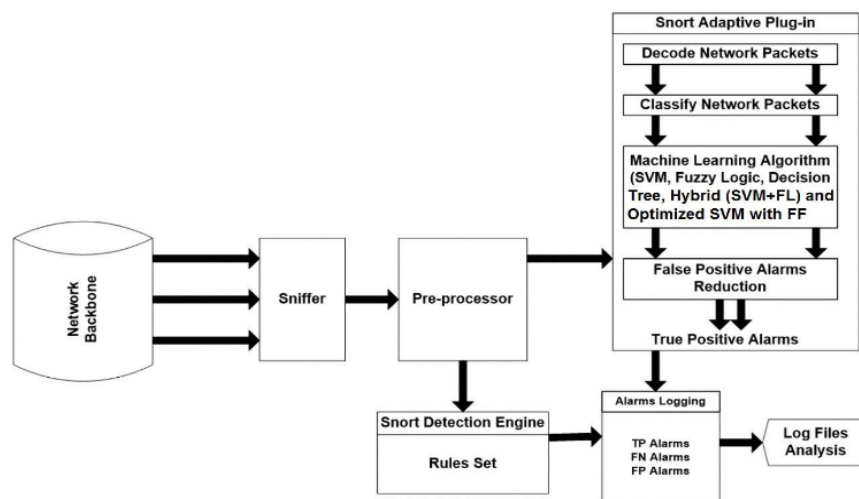 Snort Adaptive Plug-in
Decode Network Packets
Classify Network Packets
Machine Learning Algorithm
(SVM, Fuzzy Logic, Decision
Tree, Hybrid (SVM+FL) and
Optimized SVM with FF
False Positive Alarms
Reduction
True Positive Alarms
Network
Backbone
Sniffer
Pre-processor
Snort Detection Engine
Rules Set
Alarms Logging
TP Alarms
FN Alarms
FP Alarms
Log Files
Analysis